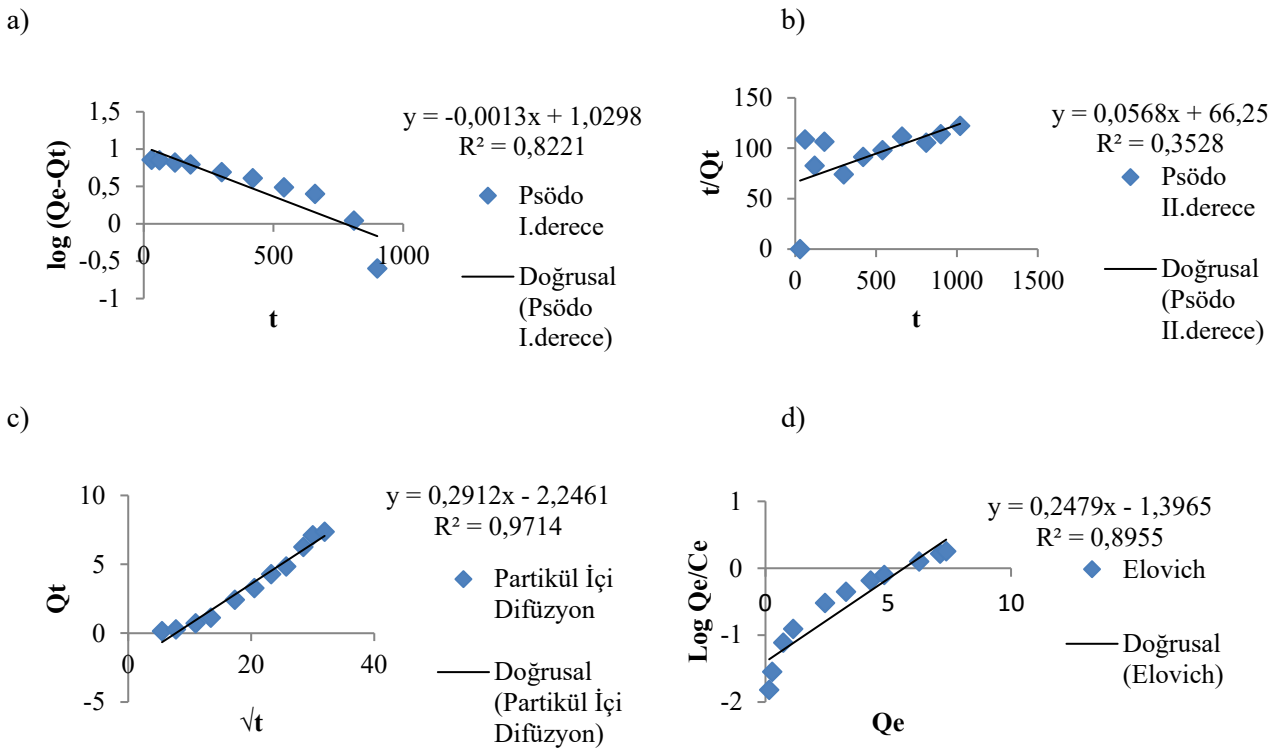 a)
y = -0,0013x + 1,0298
R² = 0,8221
1,5
1
0,5
0
-0,5
-1
0
500
1000
log (Qe-Qt)
t
Psödo
I.derece
Doğrusal
(Psödo
I.derece)
b)
y = 0,0568x + 66,25
R² = 0,3528
150
100
50
0
0
500
1000
1500
t/Qt
t
Psödo
II.derece
Doğrusal
(Psödo
II.derece)
c)
y = 0,2912x - 2,2461
R² = 0,9714
10
5
0
-5
0
20
40
Qt
√t
Partikül İçi
Difüzyon
Doğrusal
(Partikül İçi
Difüzyon)
d)
y = 0,2479x - 1,3965
R² = 0,8955
1
0
-1
-2
0
5
10
Log Qe/Ce
Qe
Elovich
Doğrusal
(Elovich)